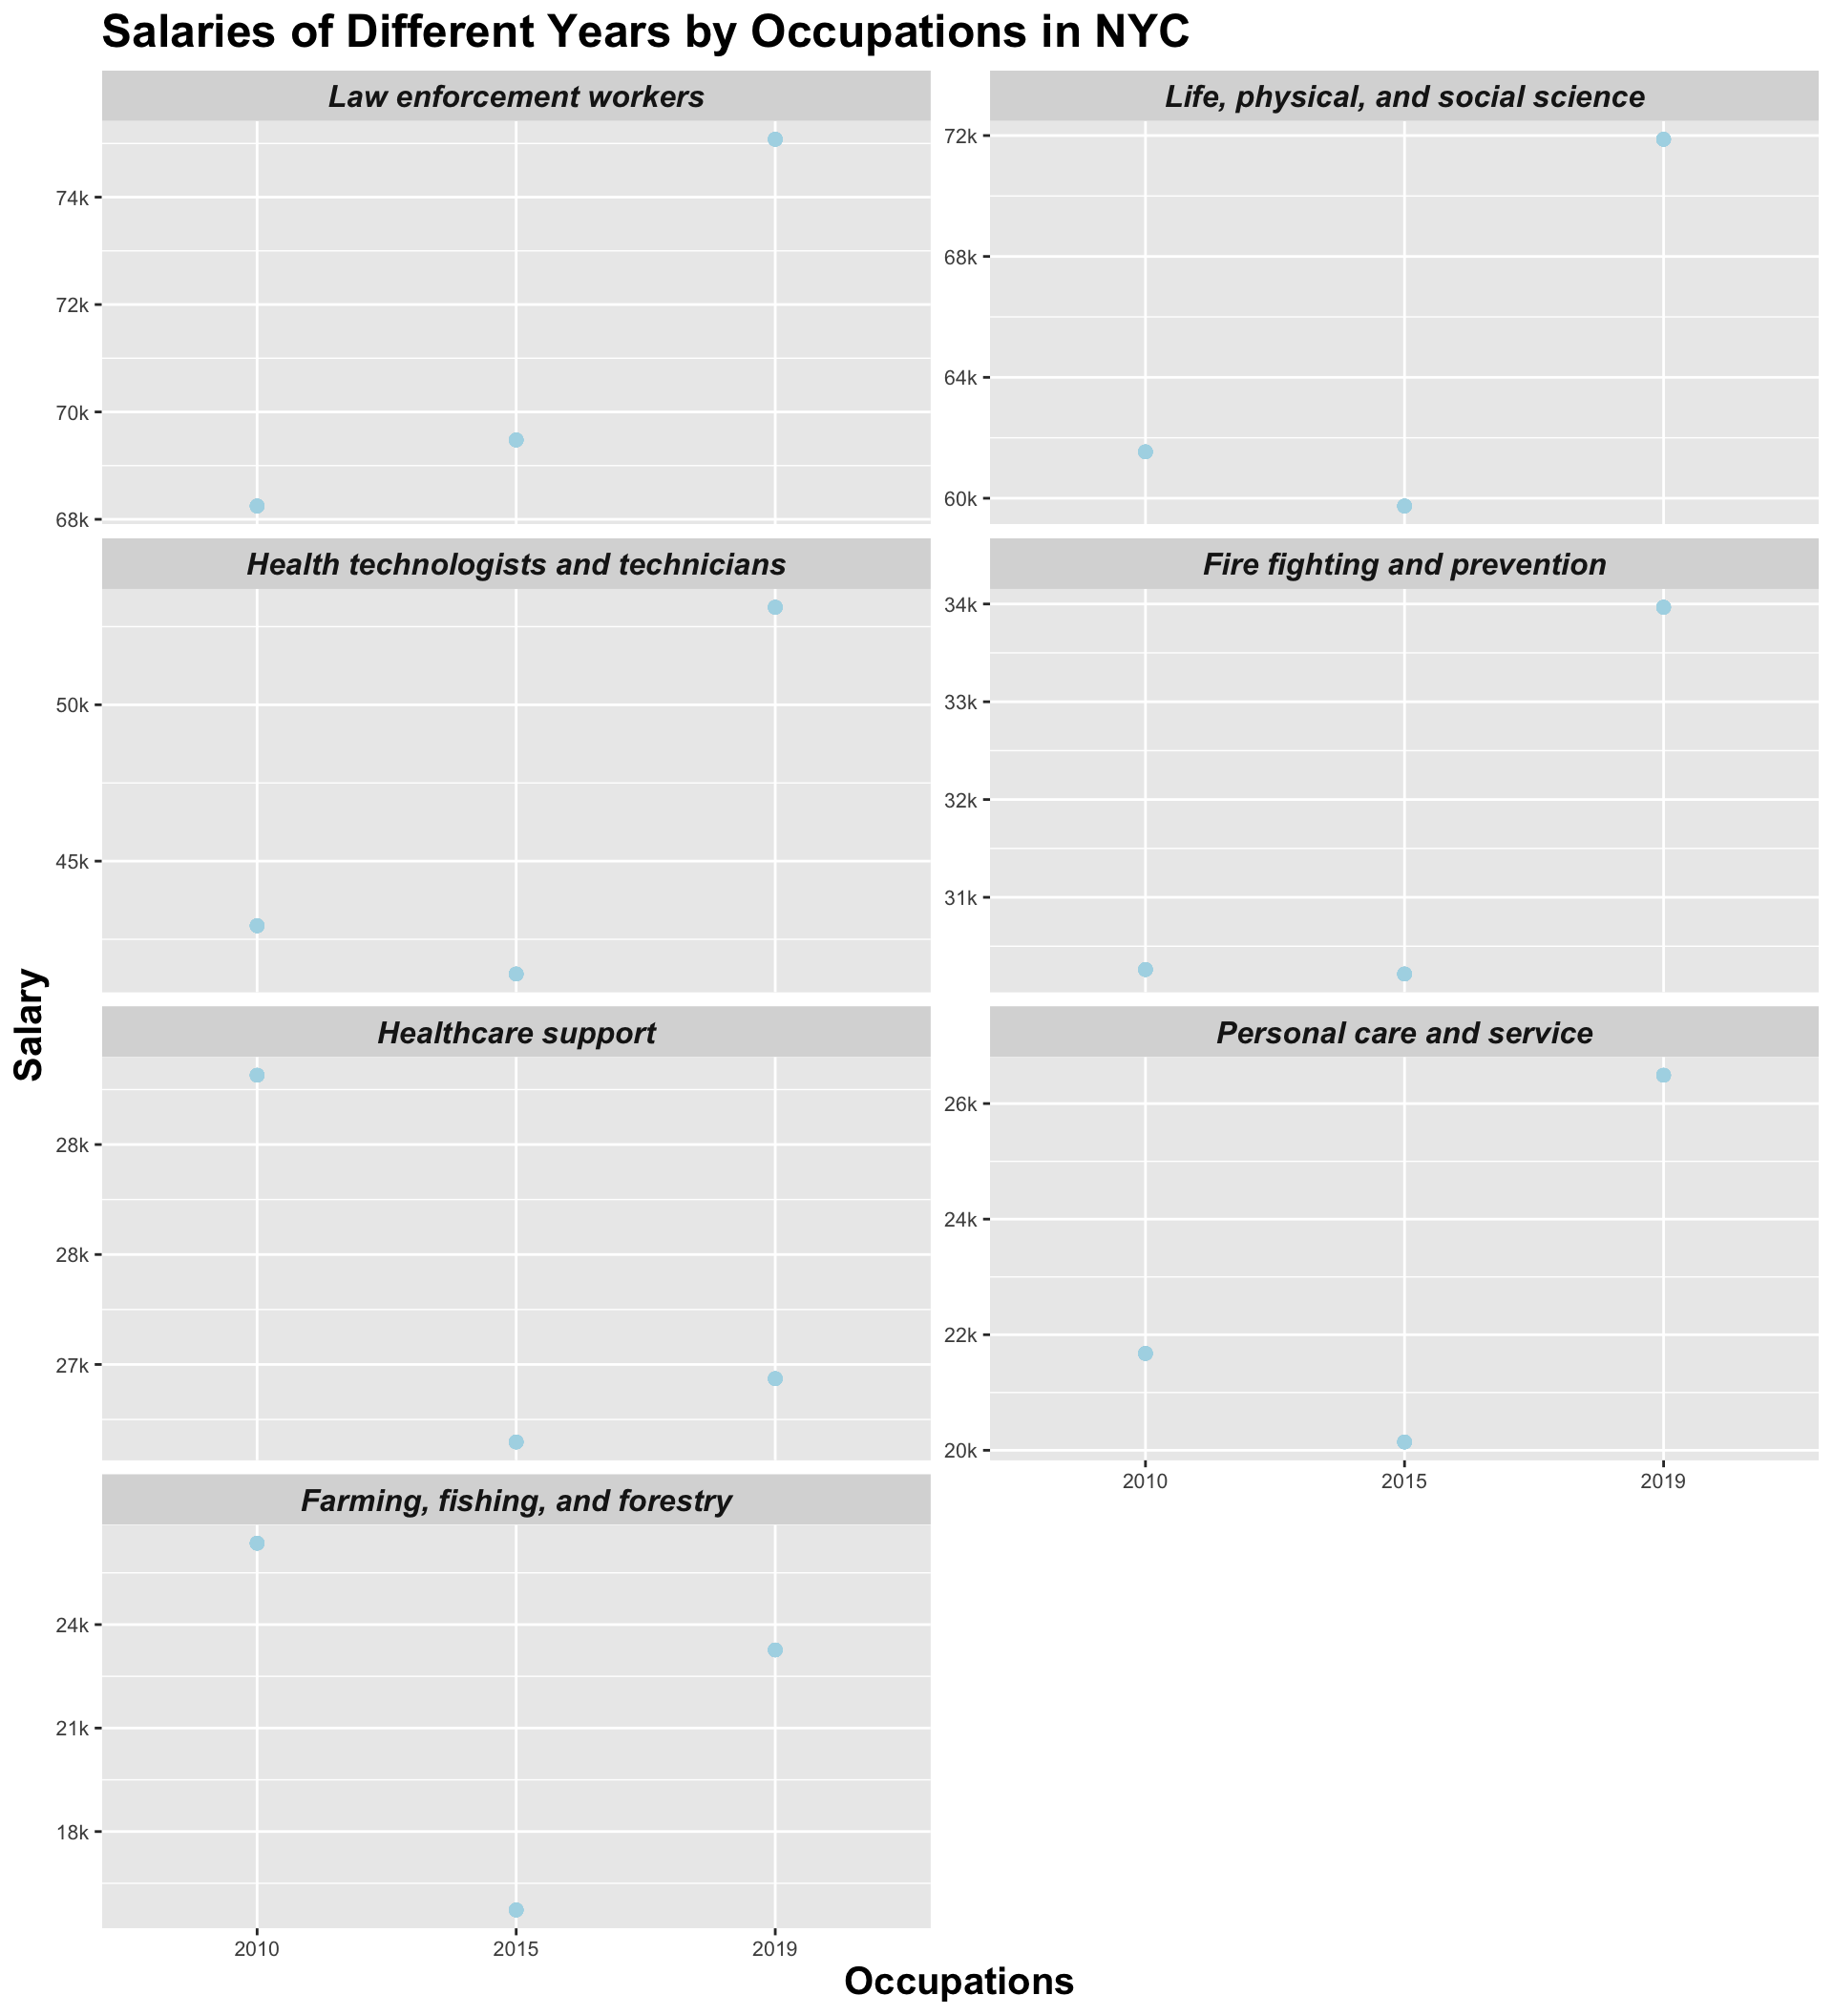 Salaries of Different Years by Occupations in NYC
Law enforcement workers
74k
72k
70k
68k
Life, physical, and social science
72k
68k
64k
60k
Health technologists and technicians
50k
45k
Fire fighting and prevention
34k
33k
32k
31k
Salary
Healthcare support
28k
28k
27k
Personal care and service
26k
24k
22k
20k
2010 2015 2019
Farming, fishing, and forestry
24k
21k
18k
2010 2015 2019
Occupations